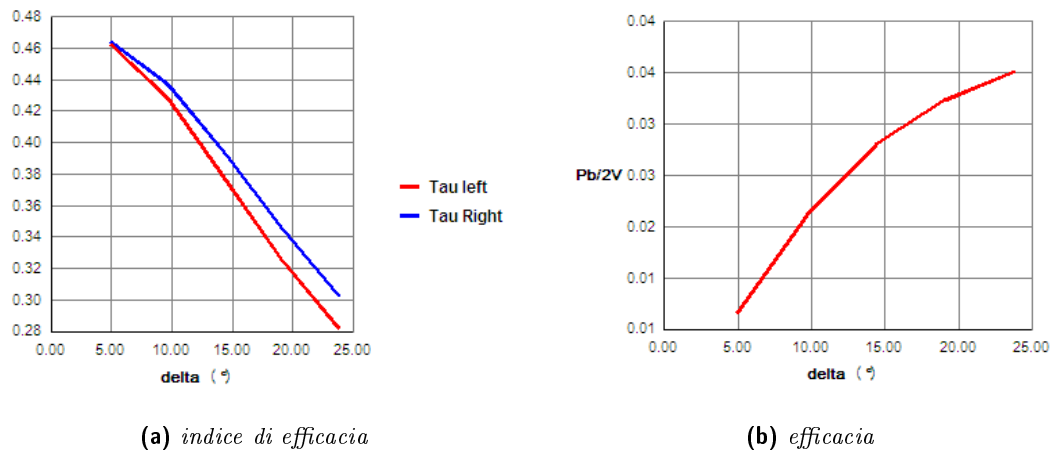 0.48
0.46
0.44
0.42
0.40
0.38
0.36
0.34
0.32
0.30
0.28
0.00 5.00 10.00 15.00 20.00 25.00
delta (°)
Tau left
Tau Right
(a) indice di efficacia
0.04
0.04
0.03
Pb/2V 0.03
0.02
0.01
0.01
0.00 5.00 10.00 15.00 20.00 25.00
delta (°)
(b) efficacia